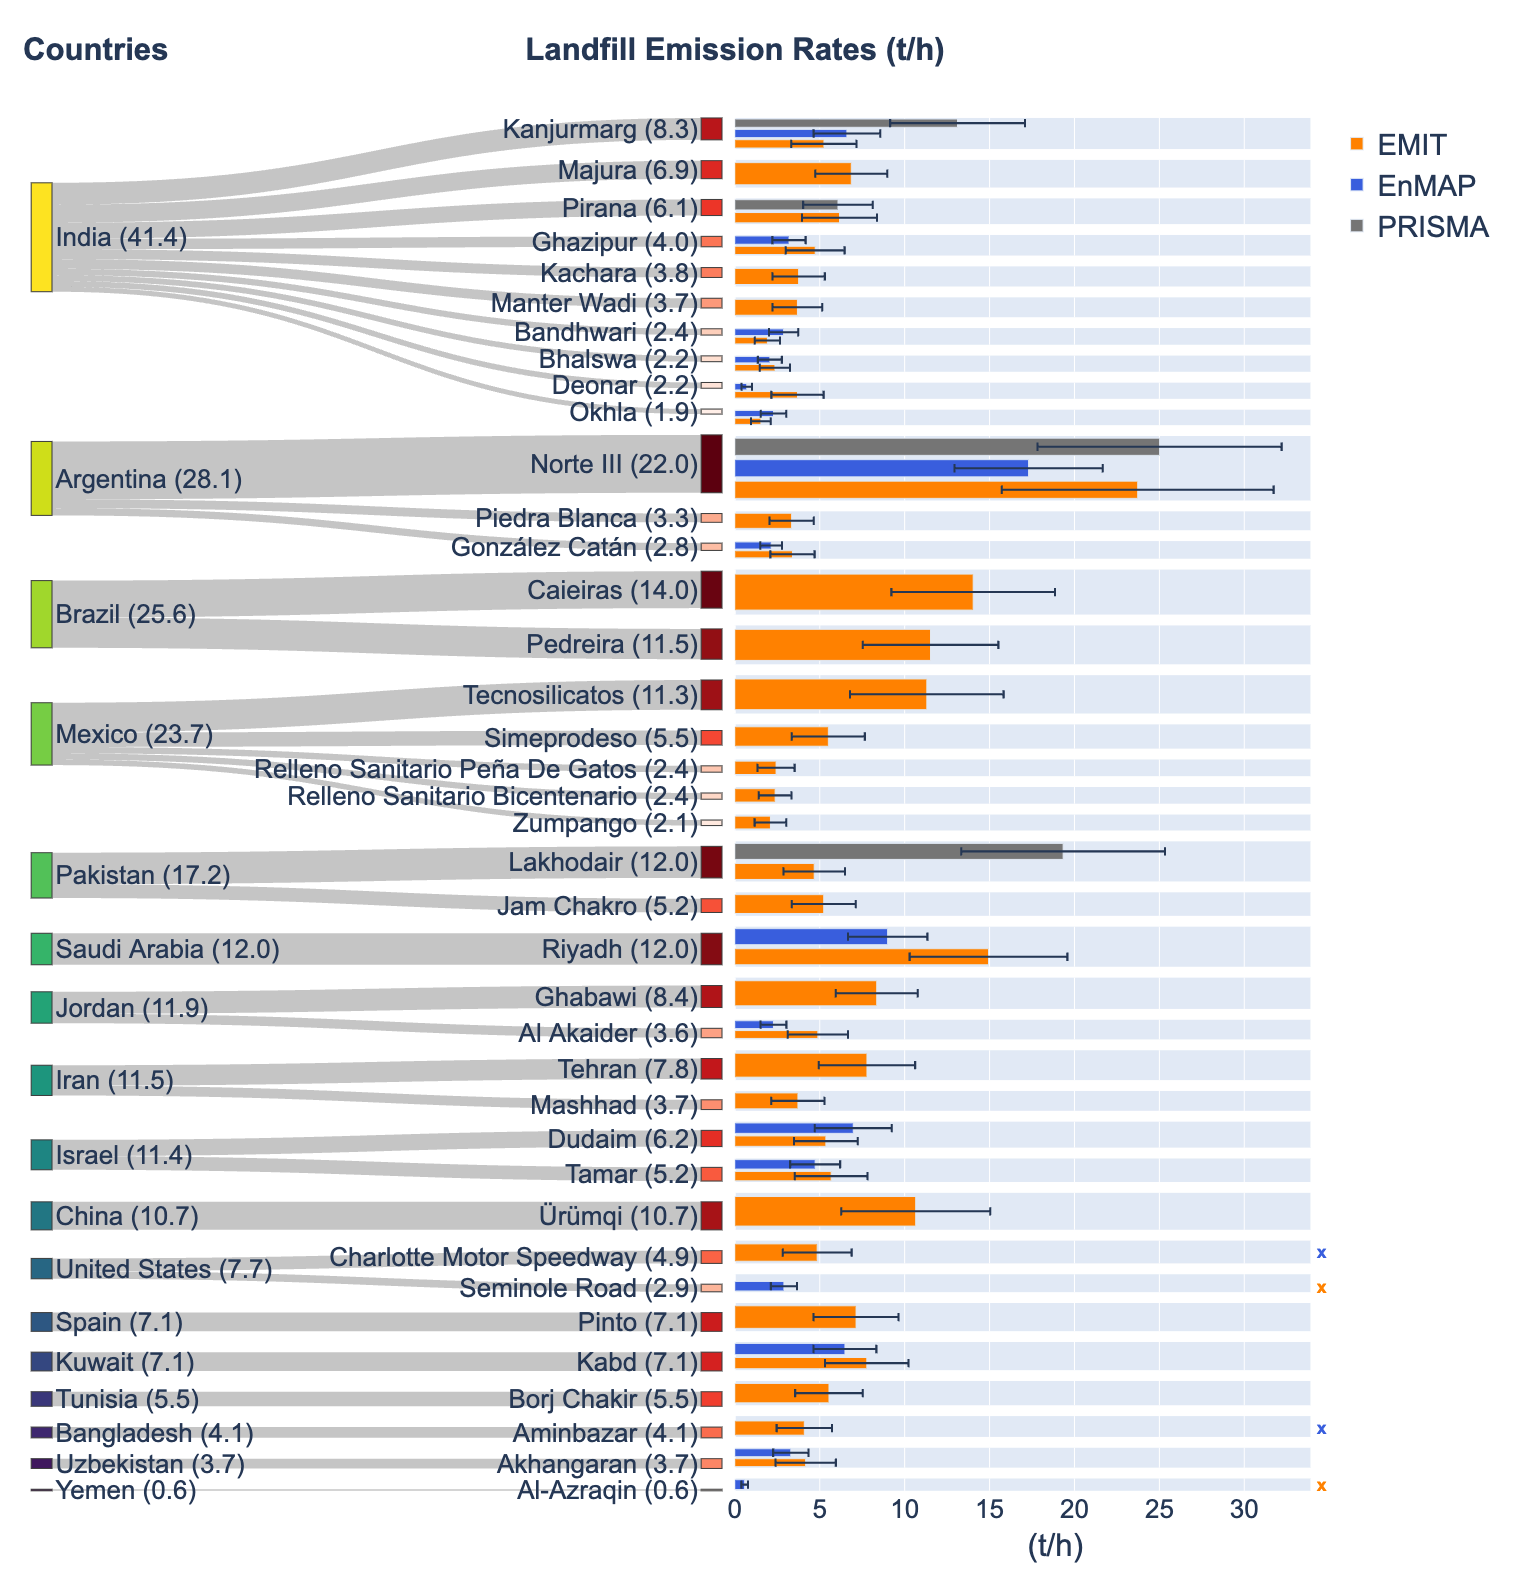 Countries
Landfill Emission Rates (t/h)
EMIT
EnMAP
PRISMA
India (41.4)
Kanjurmarg (8.3)
Majura (6.9)
Pirana (6.1)
Ghazipur (4.0)
Kachara (3.8)
Manter Wadi (3.7)
Bandhwari (2.4)
Bhalswa (2.2)
Deonar (2.2)
Okhla (1.9)
Argentina (28.1)
Norte III (22.0)
Piedra Blanca (3.3)
González Catán (2.8)
Brazil (25.6)
Caieiras (14.0)
Pedreira (11.5)
Mexico (23.7)
Tecnosilicatos (11.3)
Simeprodeso (5.5)
Relleno Sanitario Peña De Gatos (2.4)
Relleno Sanitario Bicentenario (2.4)
Zumpango (2.1)
Pakistan (17.2)
Lakhodair (12.0)
Jam Chakro (5.2)
Saudi Arabia (12.0)
Riyadh (12.0)
Jordan (11.9)
Ghabawi (8.4)
Al Akaider (3.6)
Iran (11.5)
Tehran (7.8)
Mashhad (3.7)
Israel (11.4)
Dudaim (6.2)
Tamar (5.2)
China (10.7)
Ürümqi (10.7)
United States (7.7)
Charlotte Motor Speedway (4.9)
x
Seminole Road (2.9)
x
Spain (7.1)
Pinto (7.1)
Kuwait (7.1)
Kabd (7.1)
Tunisia (5.5)
Borj Chakir (5.5)
Bangladesh (4.1)
Aminbazar (4.1)
x
Uzbekistan (3.7)
Akhangaran (3.7)
Yemen (0.6)
Al-Azraqin (0.6)
x
0 5 10 15 20 25 30
(t/h)